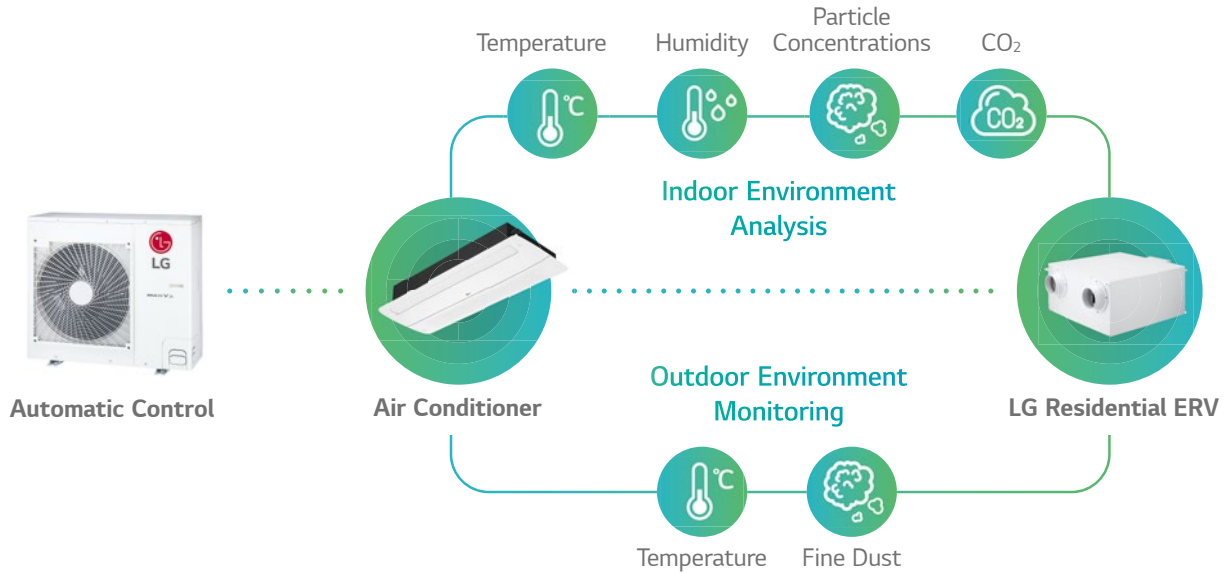 Particle
Temperature Humidity Concentrations CO₂
°C
CO₂
Indoor Environment
Analysis
LG
Outdoor Environment
Monitoring
Automatic Control Air Conditioner LG Residential ERV
°C
Temperature Fine Dust